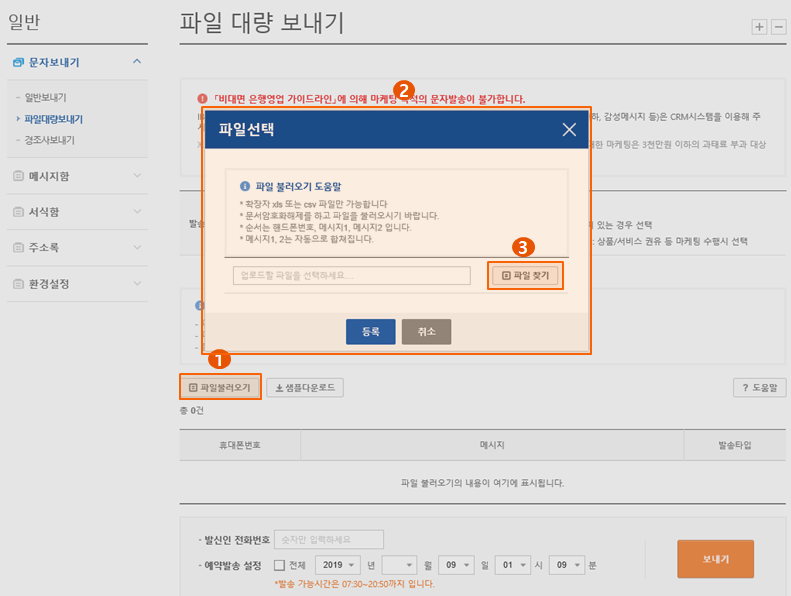 일반
파일 대량 보내기
문자보내기
- 일반보내기
파일대량보내기
- 경조사보내기
메시지함
서식함
주소록
환경설정
「비대면 은행영업 가이드라인」에 의해 마케팅 목적의 문자발송이 불가합니다.
2
하, 감성메시지 등)은 CRM시스템을 이용해 주
한 마케팅은 3천만원 이하의 과태료 부과 대상
파일선택
파일 불러오기 도움말
* 확장자 xls 또는 csv 파일만 가능합니다
* 문서암호화해제를 하고 파일을 불러오시기 바랍니다.
* 순서는 핸드폰번호, 메시지1, 메시지2 입니다.
* 메시지1, 2는 자동으로 합쳐집니다.
3
업로드할 파일을 선택하세요...
파일 찾기
등록
취소
발송
있는 경우 선택
: 상품/서비스 권유 등 마케팅 수행시 선택
1
파일불러오기
샘플다운로드
? 도움말
총 0건
휴대폰번호
메시지
발송타입
파일 불러오기의 내용이 여기에 표시됩니다.
- 발신인 전화번호
숫자만 입력하세요
- 예약발송 설정
전체 2019 년 월 09 일 01 시 09 분
*발송 가능시간은 07:30~20:50까지 입니다.
보내기